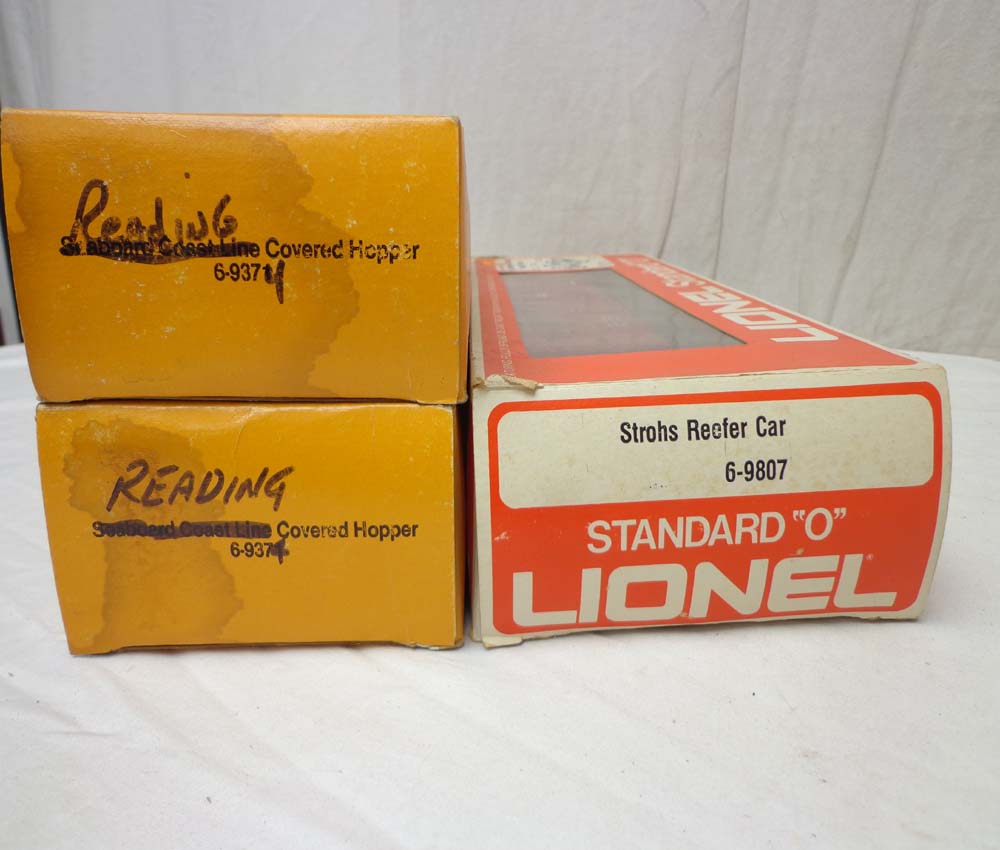 Reading
Seaboard Coast Line Covered Hopper
6-9374
READING
Seaboard Coast Line Covered Hopper
6-9374
LIONEL
Strohs Reefer Car
6-9807
STANDARD "O"
LIONEL